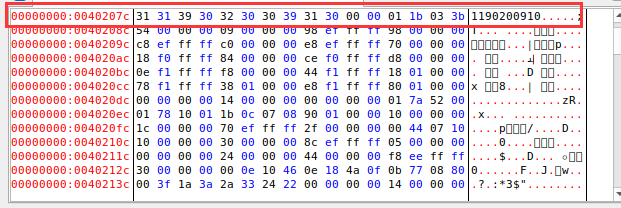 00000000:0040207c 31 31 39 30 32 30 30 39 31 30 00 00 01 1b 03 3b 1190200910.....;
00000000:0040208c 54 00 00 00 09 00 00 00 98 ef ff ff 98 00 00 00
00000000:0040209c c8 ef ff ff c0 00 00 00 e8 ef ff ff 70 00 00 00
00000000:004020ac 18 f0 ff ff 84 00 00 00 ce f0 ff ff d8 00 00 00
00000000:004020bc 0e f1 ff ff f8 00 00 00 44 f1 ff ff 18 01 00 00
00000000:004020cc 78 f1 ff ff 38 01 00 00 e8 f1 ff ff 80 01 00 00
00000000:004020dc 00 00 00 00 14 00 00 00 00 00 00 00 01 7a 52 00 .............zR.
00000000:004020ec 01 78 10 01 1b 0c 07 08 90 01 00 00 10 00 00 00
00000000:004020fc 1c 00 00 00 70 ef ff ff 2f 00 00 00 00 44 07 10
00000000:0040210c 10 00 00 00 30 00 00 00 8c ef ff ff 05 00 00 00
00000000:0040211c 00 00 00 00 24 00 00 00 44 00 00 00 f8 ee ff ff
00000000:0040212c 30 00 00 00 00 0e 10 46 0e 18 4a 0f 0b 77 08 80
00000000:0040213c 00 3f 1a 3a 2a 33 24 22 00 00 00 00 14 00 00 00 .?.:*3$"........